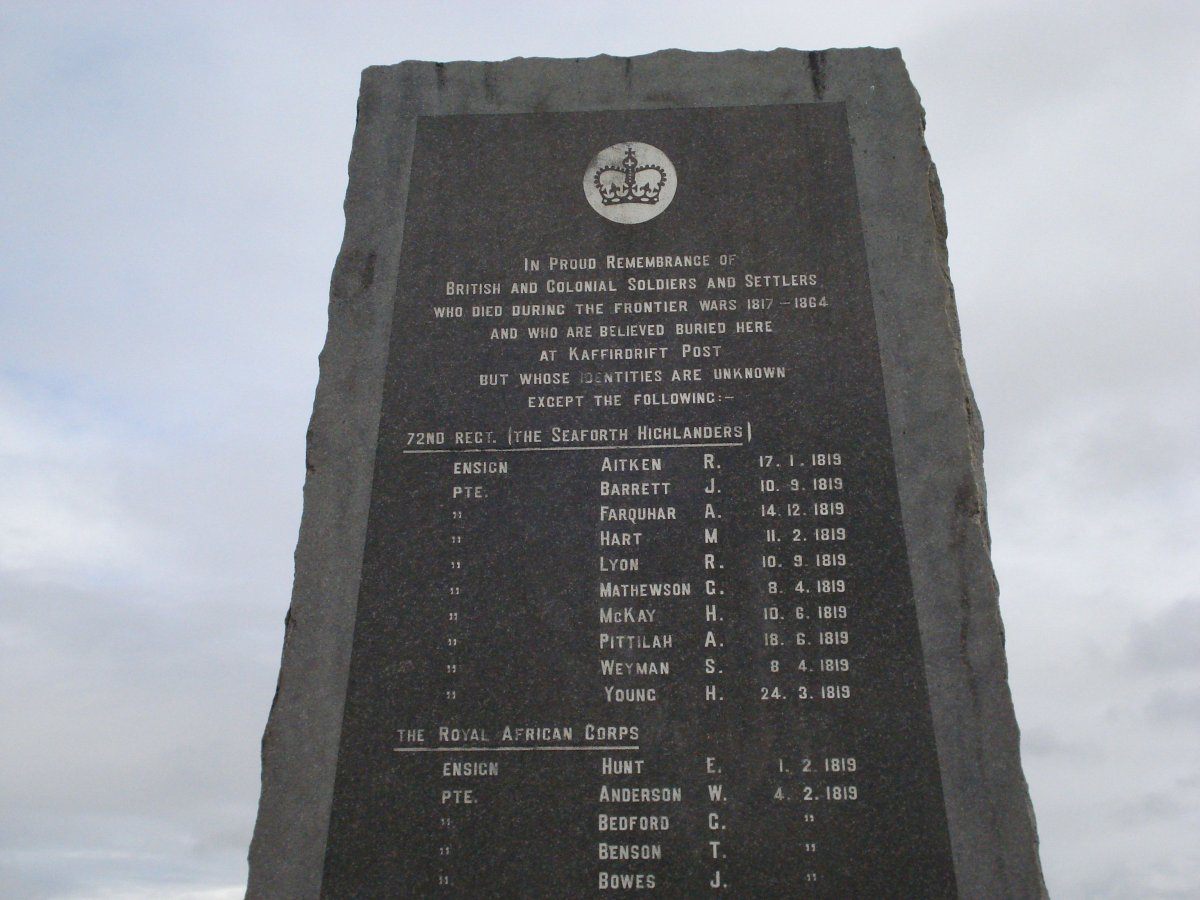 In Proud Remembrance of
British and Colonial Soldiers and Settlers
who died during the frontier wars 1817 - 1864
and who are believed buried here
at Kaffirdrift Post
but whose identities are unknown
except the following:-
72nd Regt. (The Seaforth Highlanders)
Ensign Aitken R. 17. 1. 1819
Pte. Barrett J. 10. 9. 1819
" Farquhar A. 14. 12. 1819
" Hart M 11. 2. 1819
" Lyon R. 10. 9. 1819
" Mathewson G. 8. 4. 1819
" McKay H. 10. 6. 1819
" Pittilah A. 18. 6. 1819
" Weyman S. 8 4. 1819
" Young H. 24. 3. 1819
The Royal African Corps
Ensign Hunt E. 1. 2. 1819
Pte. Anderson W. 4. 2. 1819
" Bedford G. "
" Benson T. "
" Bowes J. "